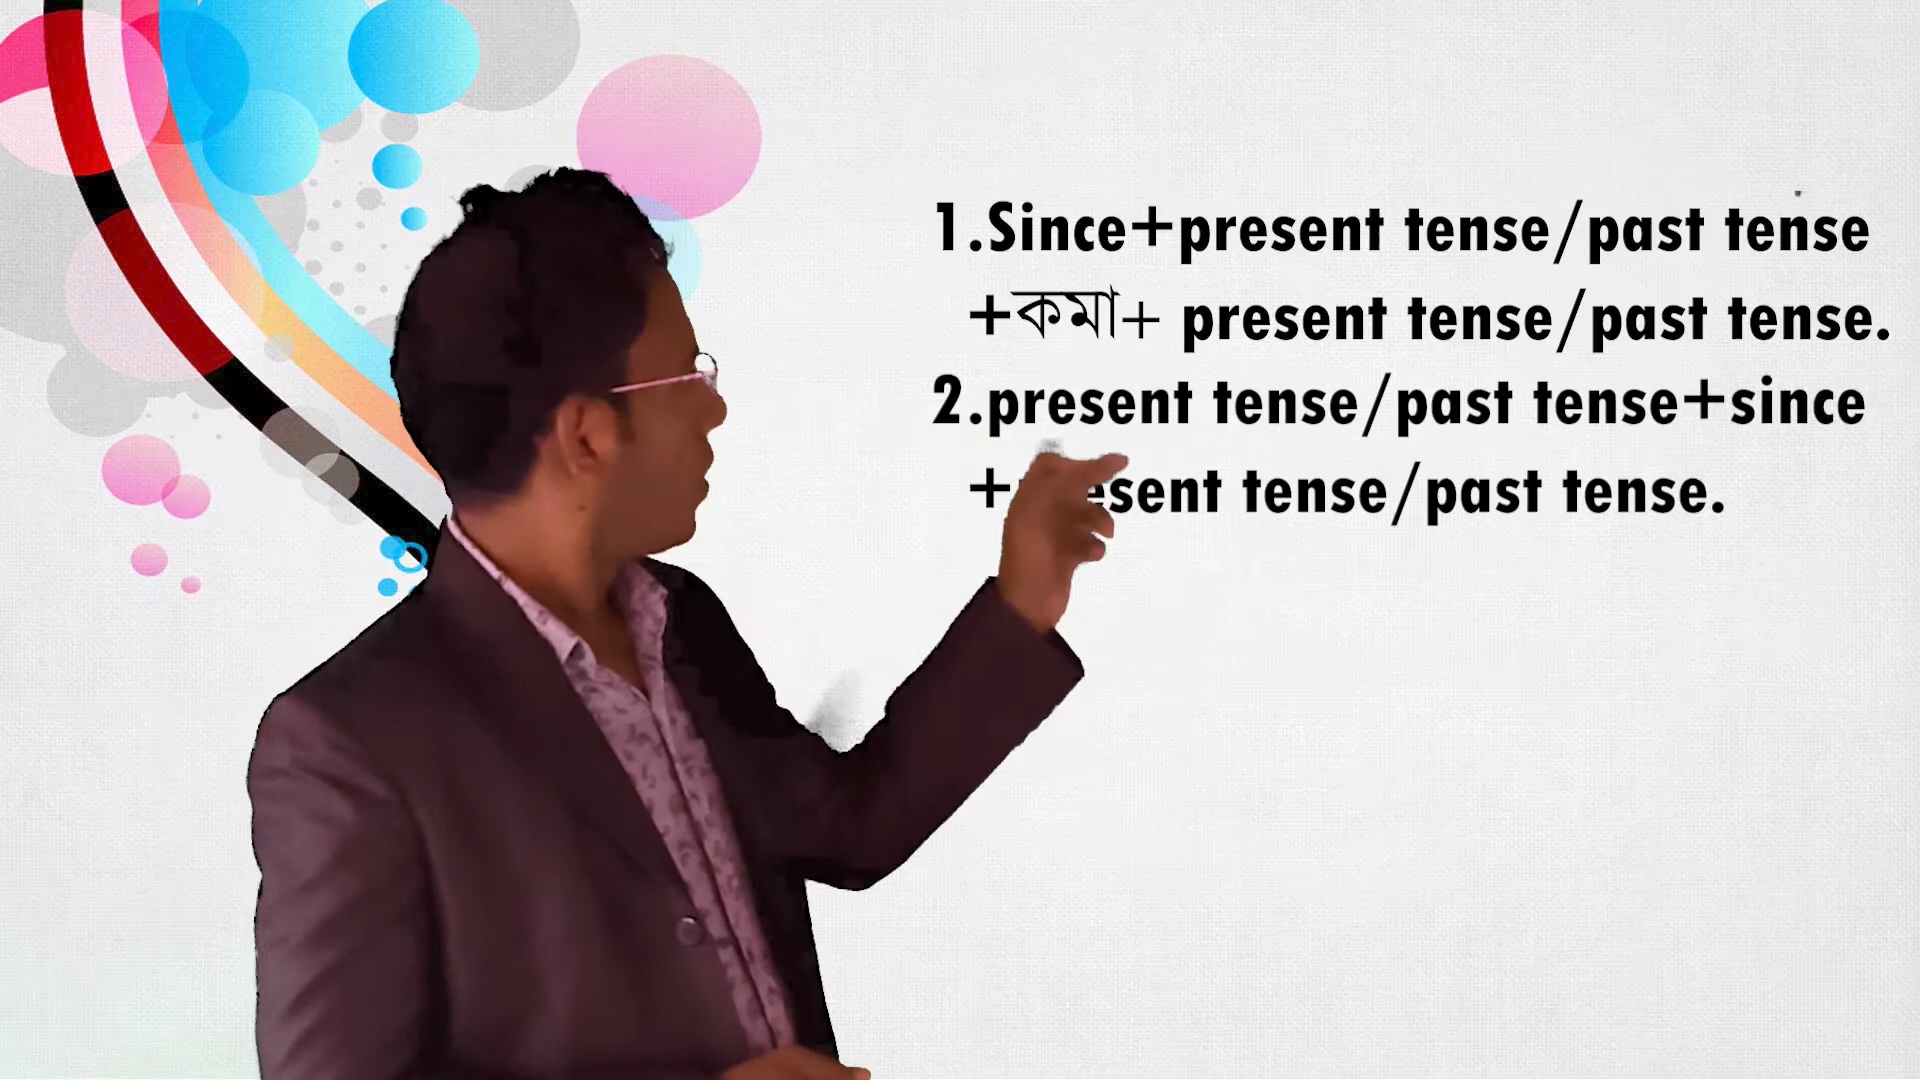 1.Since+present tense/past tense
+কমা+ present tense/past tense.
2.present tense/past tense+since
+present tense/past tense.